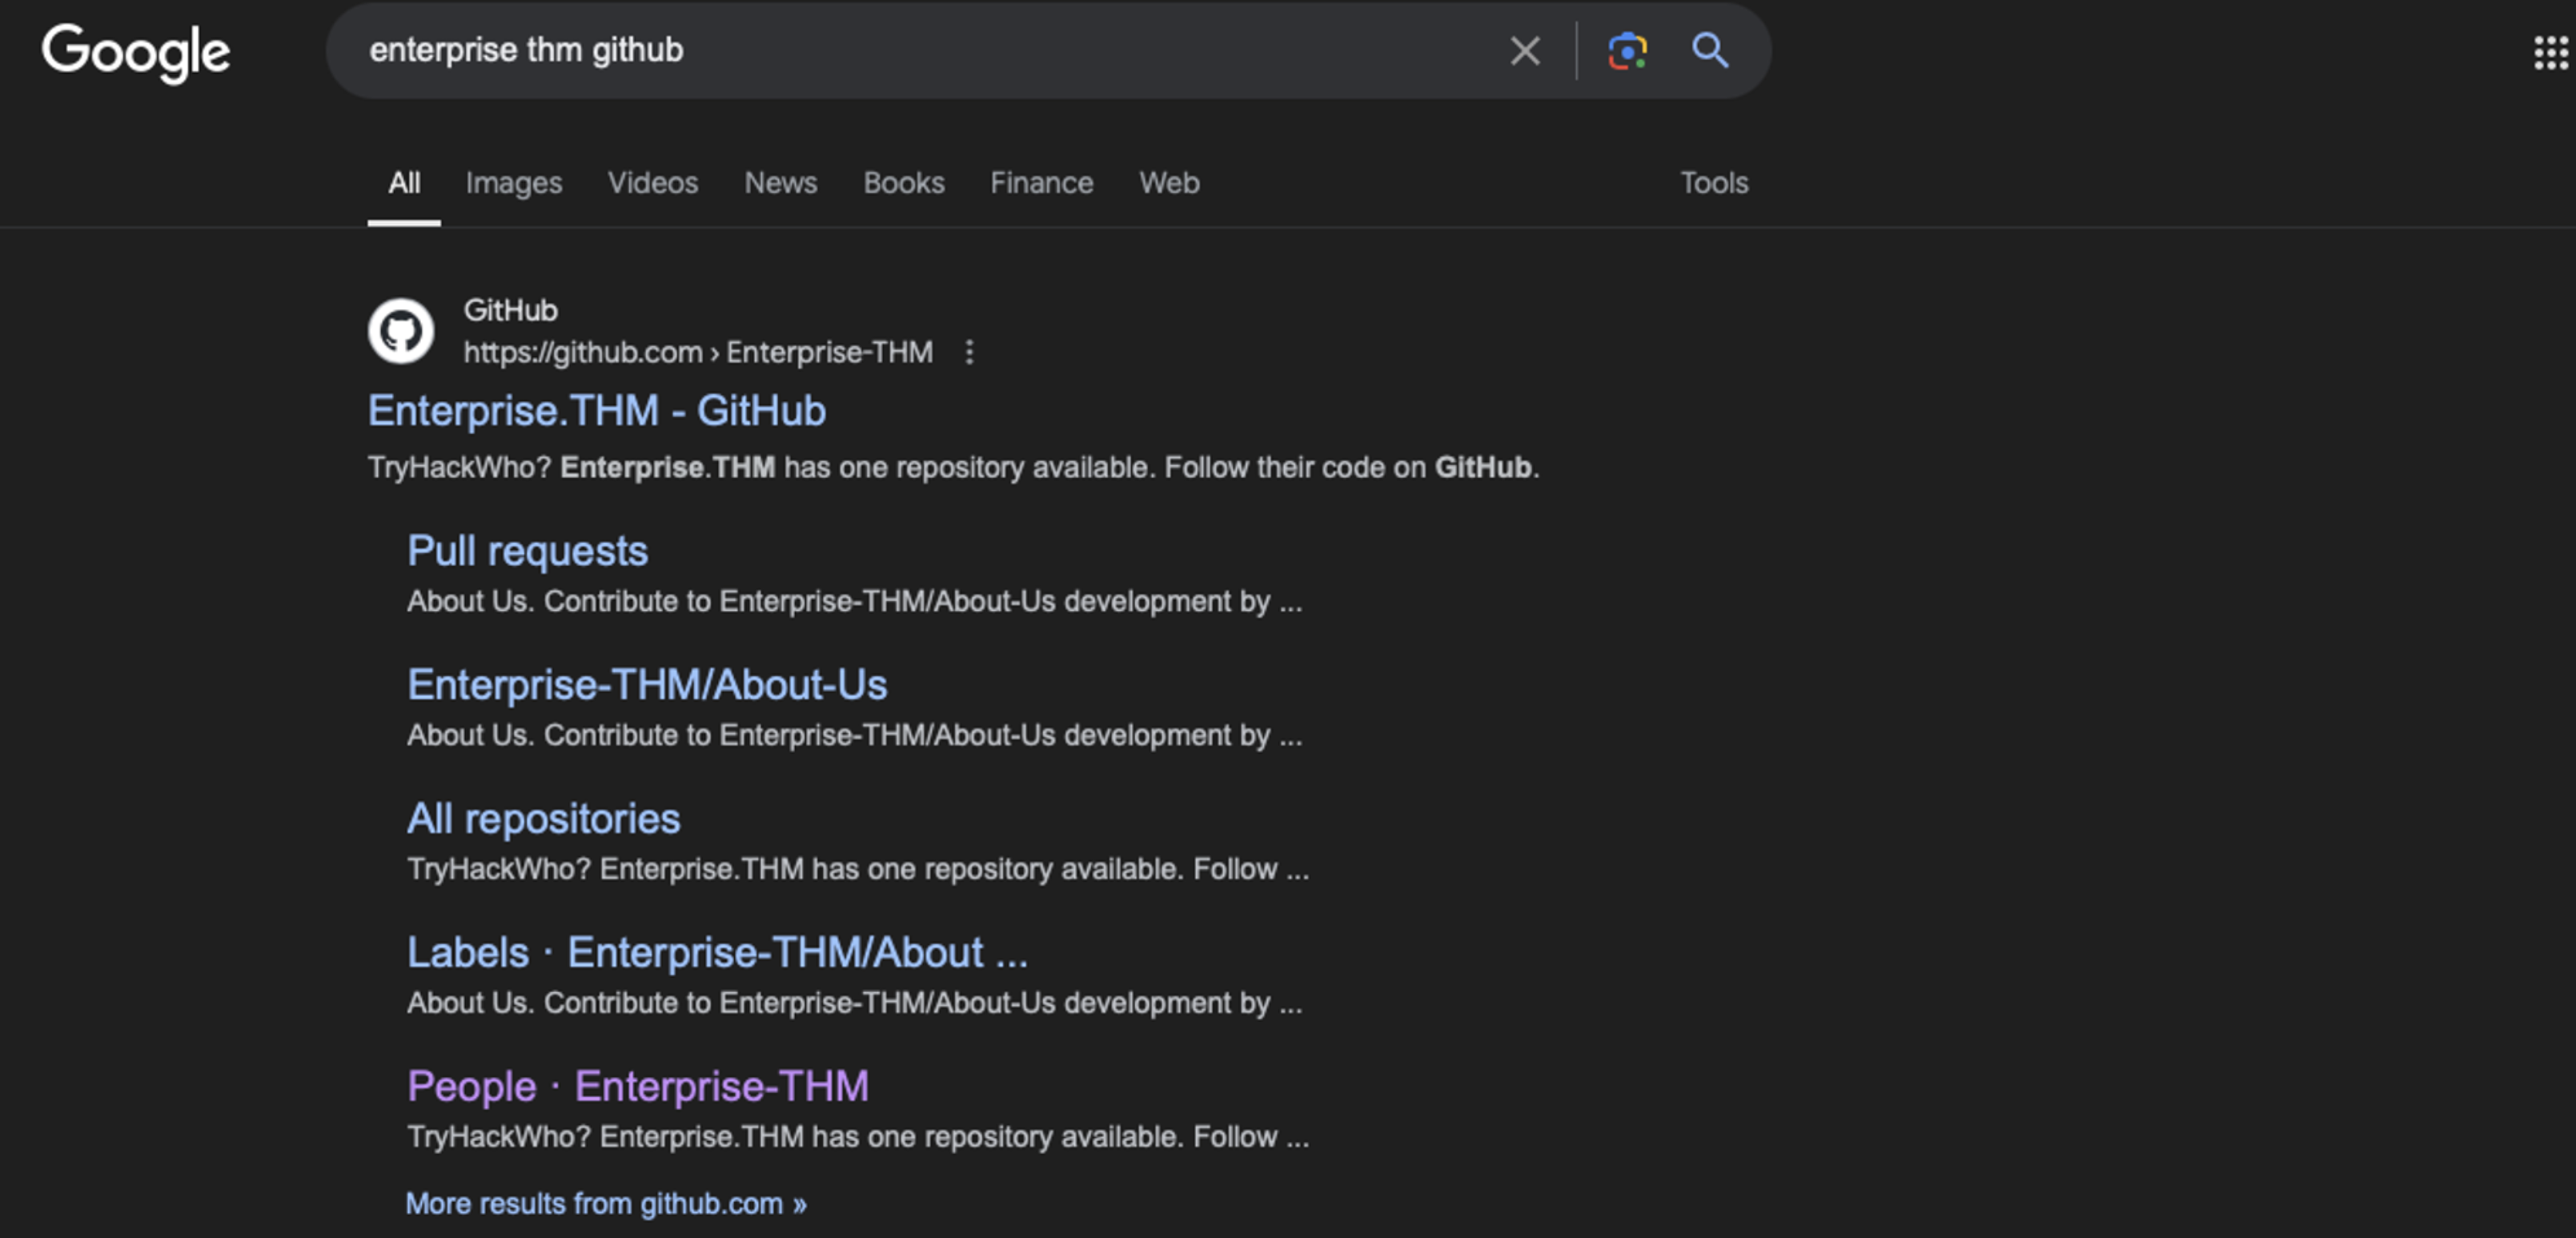 Google
enterprise thm github
All Images Videos News Books Finance Web Tools
GitHub
https://github.com › Enterprise-THM
Enterprise.THM - GitHub
TryHackWho? Enterprise.THM has one repository available. Follow their code on GitHub.
Pull requests
About Us. Contribute to Enterprise-THM/About-Us development by ...
Enterprise-THM/About-Us
About Us. Contribute to Enterprise-THM/About-Us development by ...
All repositories
TryHackWho? Enterprise.THM has one repository available. Follow ...
Labels · Enterprise-THM/About ...
About Us. Contribute to Enterprise-THM/About-Us development by ...
People · Enterprise-THM
TryHackWho? Enterprise.THM has one repository available. Follow ...
More results from github.com »